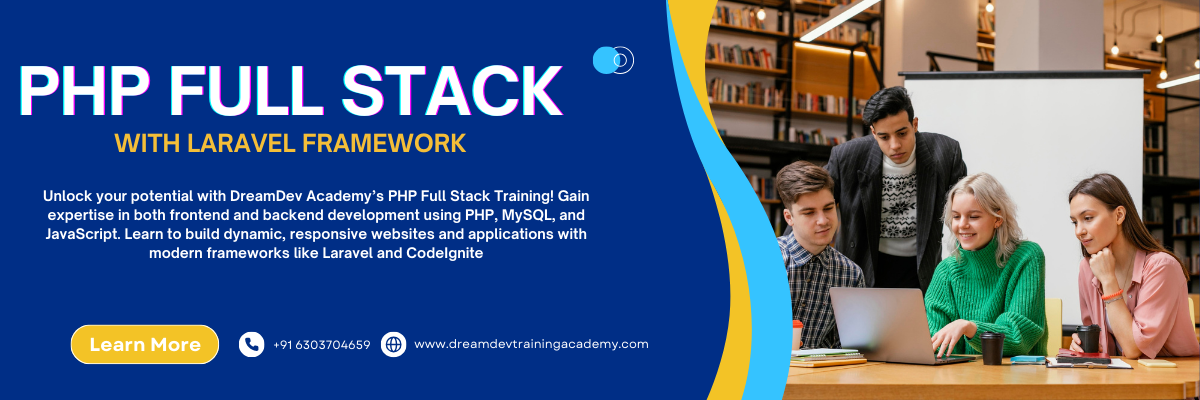 PHP FULL STACK
WITH LARAVEL FRAMEWORK
Unlock your potential with DreamDev Academy's PHP Full Stack Training! Gain
expertise in both frontend and backend development using PHP, MySQL, and
JavaScript. Learn to build dynamic, responsive websites and applications with
modern frameworks like Laravel and CodeIgnite
Learn More
+91 6303704659
www.dreamdevtrainingacademy.com